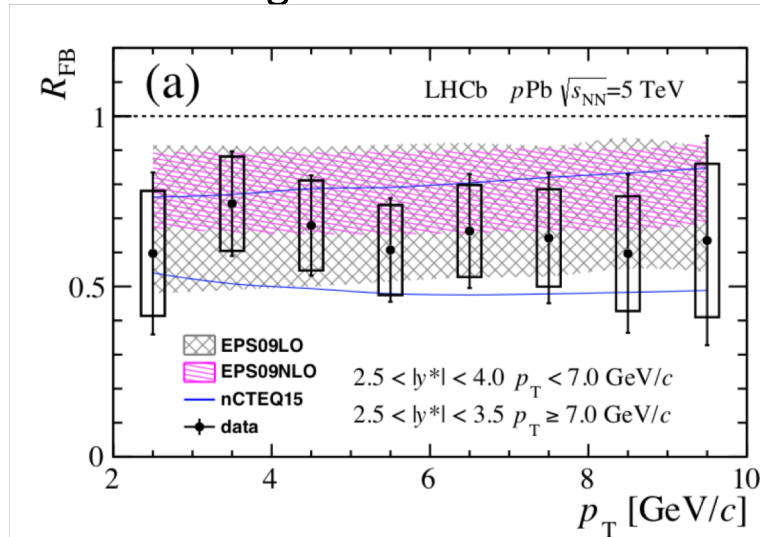 g
R_FB
(a)
LHCb pPb √s_NN=5 TeV
1
0.5
0
EPS09LO
EPS09NLO
nCTEQ15
data
2.5 < |y*| < 4.0 p_T < 7.0 GeV/c
2.5 < |y*| < 3.5 p_T ≥ 7.0 GeV/c
2 4 6 8 10
p_T [GeV/c]